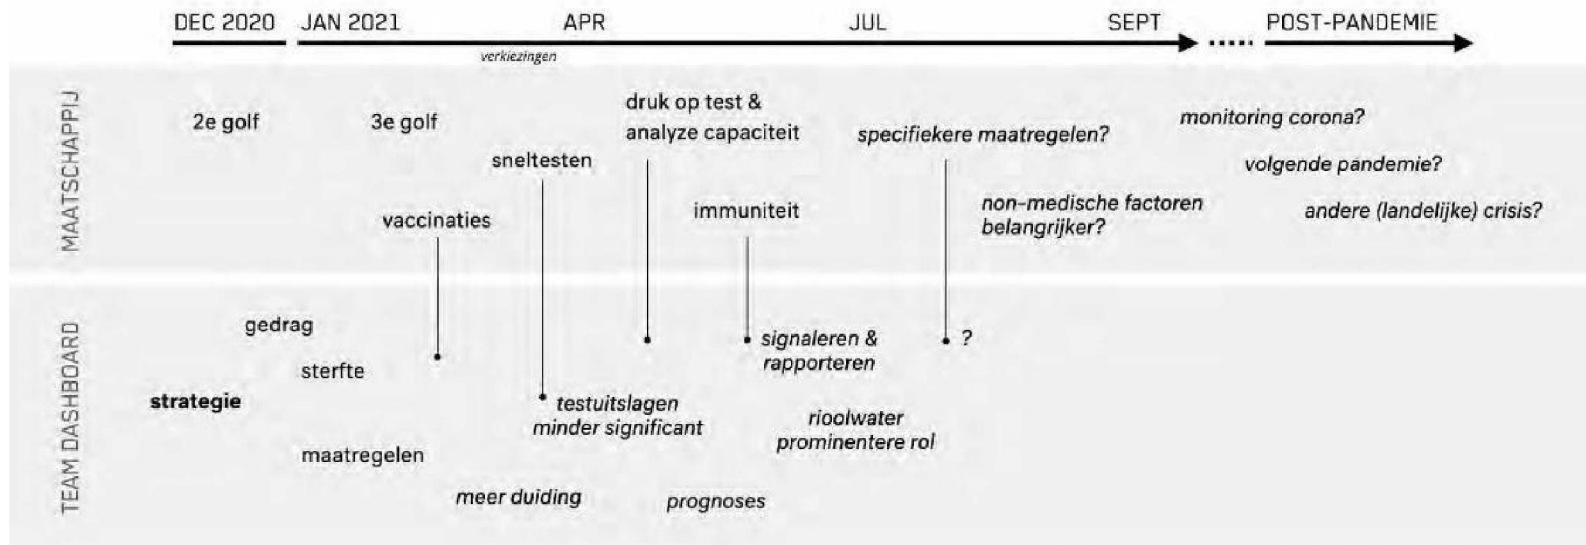 DEC 2020 JAN 2021 APR JUL SEPT POST-PANDEMIE
verkiezingen
MAATSCHAPPIJ
2e golf
3e golf
druk op test &
analyze capaciteit
sneltesten
vaccinaties
immuniteit
specifiekere maatregelen?
non-medische factoren
belangrijker?
monitoring corona?
volgende pandemie?
andere (landelijke) crisis?
TEAM DASHBOARD
gedrag
sterfte
strategie
maatregelen
meer duiding
testuitslagen
minder significant
prognoses
signaleren &
rapporteren
rioolwater
prominentere rol
?